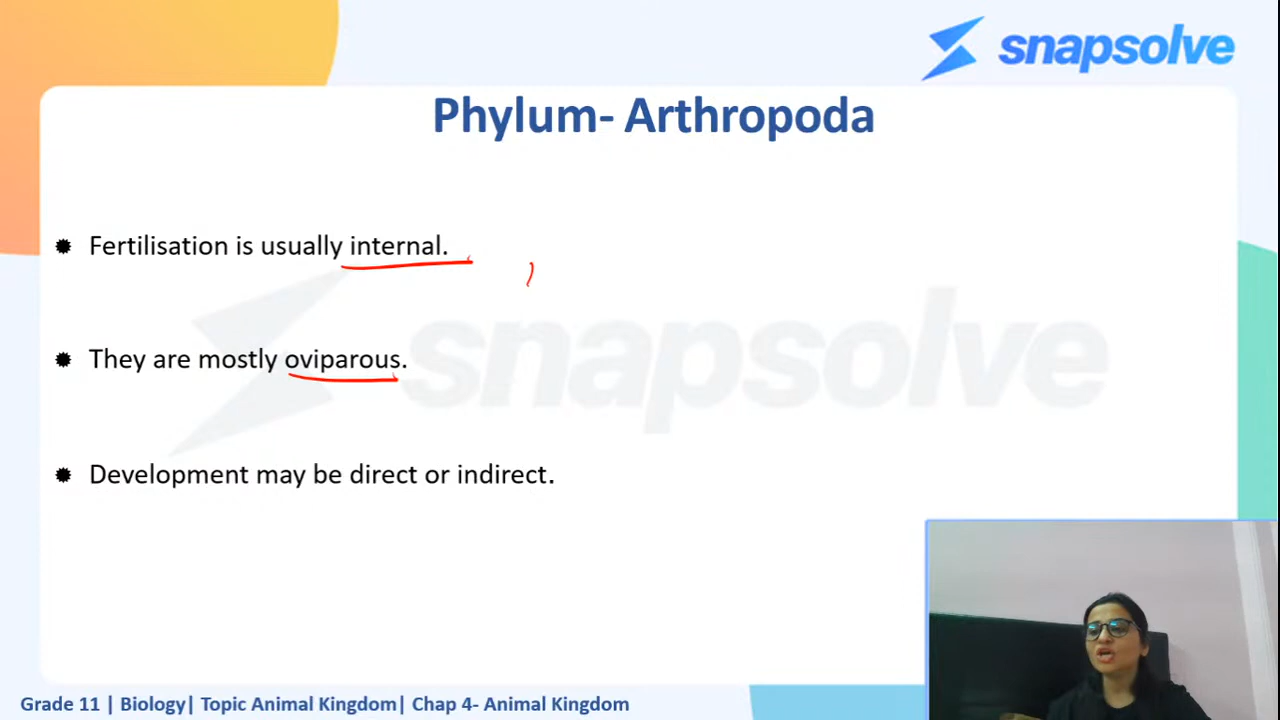 snapsolve
Phylum- Arthropoda
Fertilisation is usually internal.
They are mostly oviparous.
snapsolve
Development may be direct or indirect.
Grade 11 | Biology| Topic Animal Kingdom| Chap 4- Animal Kingdom